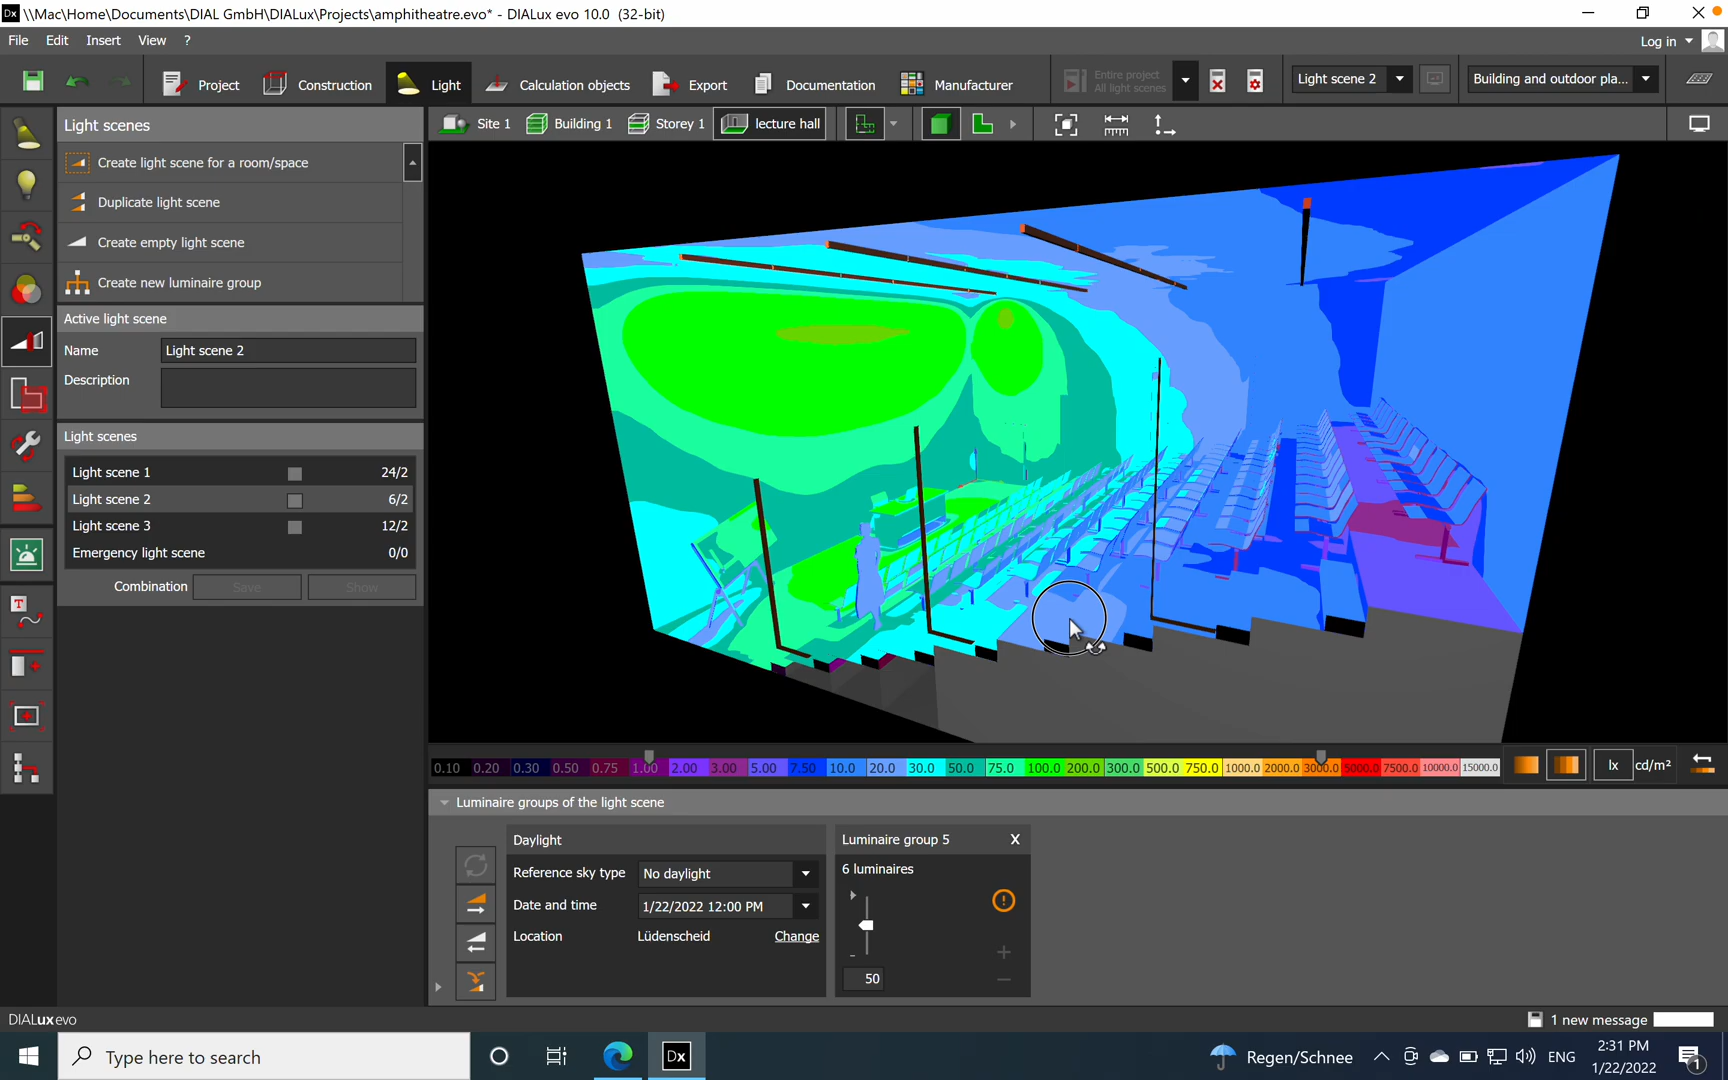 \\Mac\Home\Documents\DIAL GmbH\DIALux\Projects\amphitheatre.evo* - DIALux evo 10.0  (32-bit)
File Edit Insert View ?
Log in
Project Construction Light Calculation objects Export Documentation Manufacturer
Entire project
All light scenes
Light scene 2
Building and outdoor pla...
Light scenes
Site 1 Building 1 Storey 1 lecture hall
Create light scene for a room/space
Duplicate light scene
Create empty light scene
Create new luminaire group
Active light scene
Name Light scene 2
Description
Light scenes
Light scene 1 24/2
Light scene 2 6/2
Light scene 3 12/2
Emergency light scene 0/0
Combination Save Show
0.10 0.20 0.30 0.50 0.75 1.00 2.00 3.00 5.00 7.50 10.0 20.0 30.0 50.0 75.0 100.0 200.0 300.0 500.0 750.0 1000.0 2000.0 3000.0 5000.0 7500.0 10000.0 15000.0
lx cd/m²
Luminaire groups of the light scene
Daylight
Reference sky type No daylight
Date and time 1/22/2022 12:00 PM
Location Lüdenscheid Change
Luminaire group 5 X
6 luminaires
50
DIALux evo
1 new message
Type here to search
Dx
Regen/Schnee
ENG
2:31 PM
1/22/2022
1